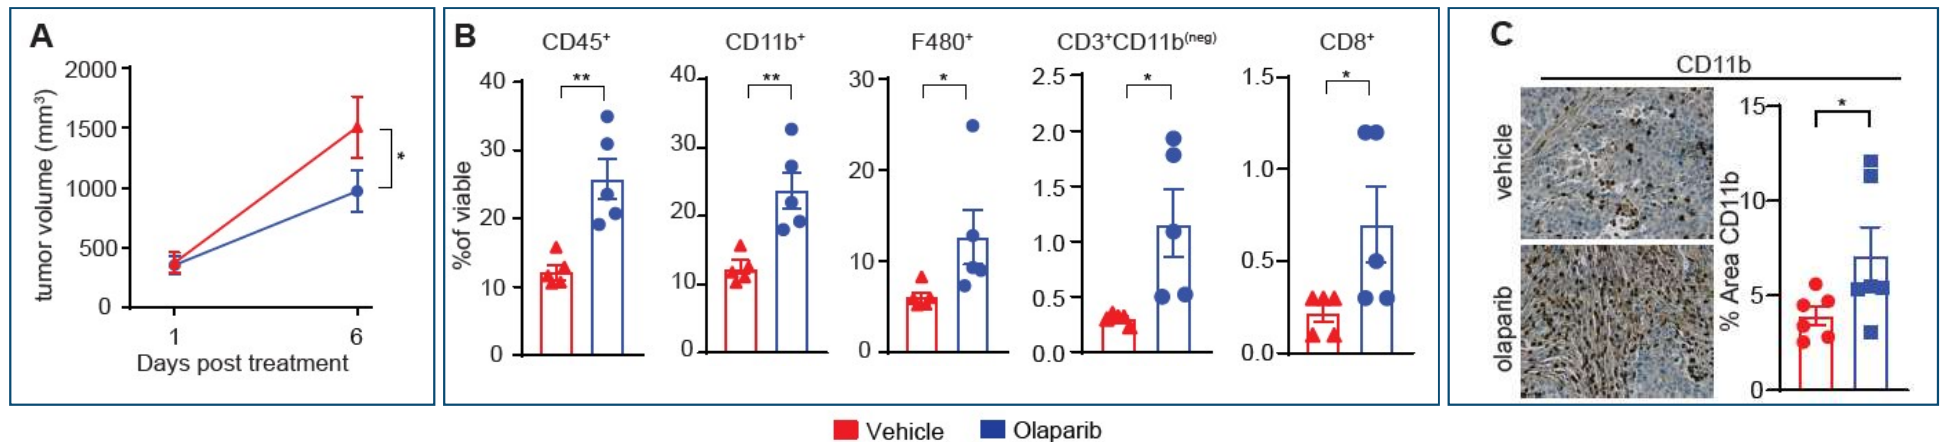 A
tumor volume (mm³)
2000
1500
1000
500
0
*
1
6
Days post treatment
B
%of viable
CD45⁺
40
30
20
10
0
**
CD11b⁺
40
30
20
10
0
**
F480⁺
30
20
10
0
*
CD3⁺CD11b⁽ⁿᵉᵍ⁾
2.5
2.0
1.5
1.0
0.5
0.0
*
CD8⁺
1.5
1.0
0.5
0.0
*
C
CD11b
vehicle
olaparib
% Area CD11b
15
10
5
0
*
Vehicle
Olaparib